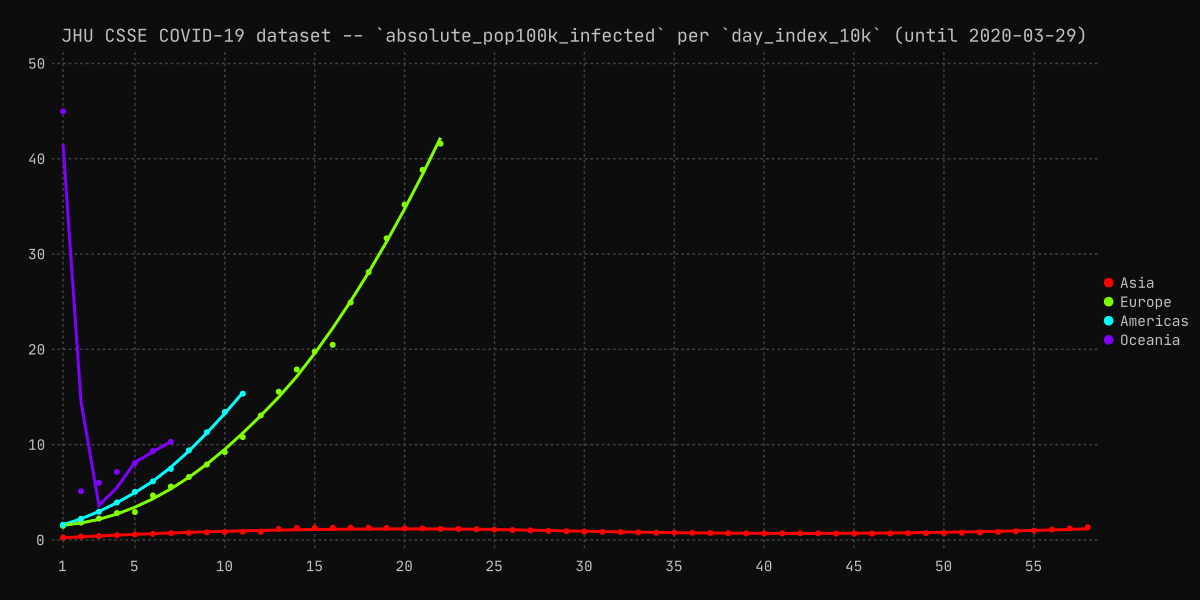 JHU CSSE COVID-19 dataset -- `absolute_pop100k_infected` per `day_index_10k` (until 2020-03-29)
50
40
30
20
10
0
1 5 10 15 20 25 30 35 40 45 50 55
Asia
Europe
Americas
Oceania